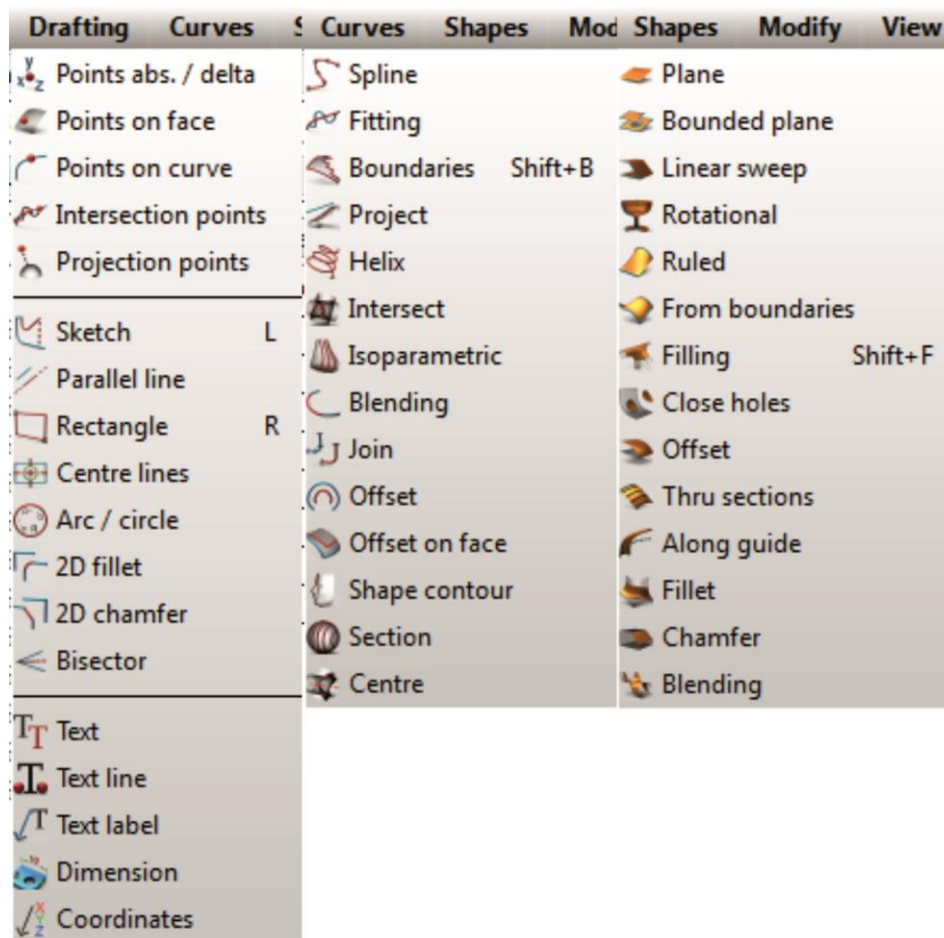 Drafting Curves S
Points abs. / delta
Points on face
Points on curve
Intersection points
Projection points
Sketch L
Parallel line
Rectangle R
Centre lines
Arc / circle
2D fillet
2D chamfer
Bisector
Text
Text line
Text label
Dimension
Coordinates
Curves Shapes Mod
Spline
Fitting
Boundaries Shift+B
Project
Helix
Intersect
Isoparametric
Blending
Join
Offset
Offset on face
Shape contour
Section
Centre
Shapes Modify View
Plane
Bounded plane
Linear sweep
Rotational
Ruled
From boundaries
Filling Shift+F
Close holes
Offset
Thru sections
Along guide
Fillet
Chamfer
Blending